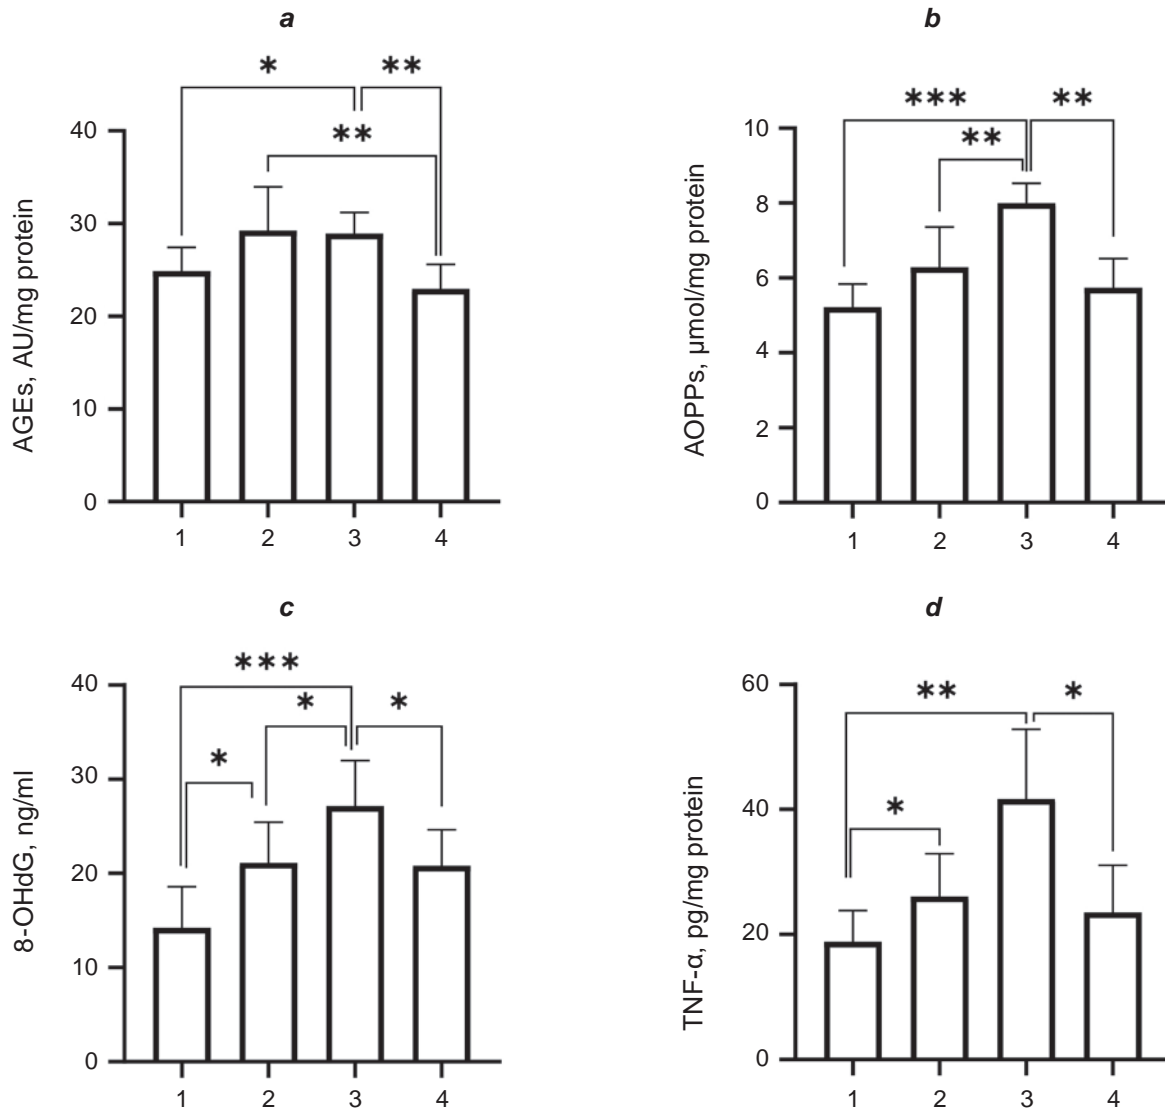 a
b
*
**
**
***
**
**
AGEs, AU/mg protein
40
30
20
10
0
1 2 3 4
AOPPs, μmol/mg protein
10
8
6
4
2
0
1 2 3 4
c
d
***
*
*
*
**
*
*
8-OHdG, ng/ml
40
30
20
10
0
1 2 3 4
TNF-α, pg/mg protein
60
40
20
0
1 2 3 4